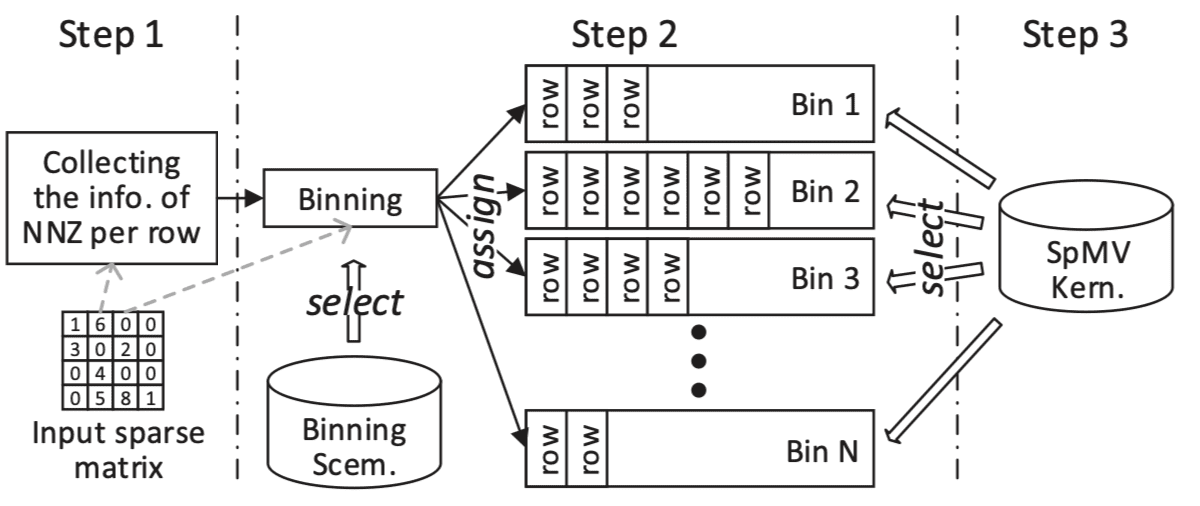 Step 1
Step 2
Step 3
Collecting
the info. of
NNZ per row
1 6 0 0
3 0 2 0
0 4 0 0
0 5 8 1
Input sparse
matrix
Binning
select
Binning
Scem.
assign
row row row Bin 1
row row row row row row Bin 2
row row row row Bin 3
row row Bin N
select
SpMV
Kern.